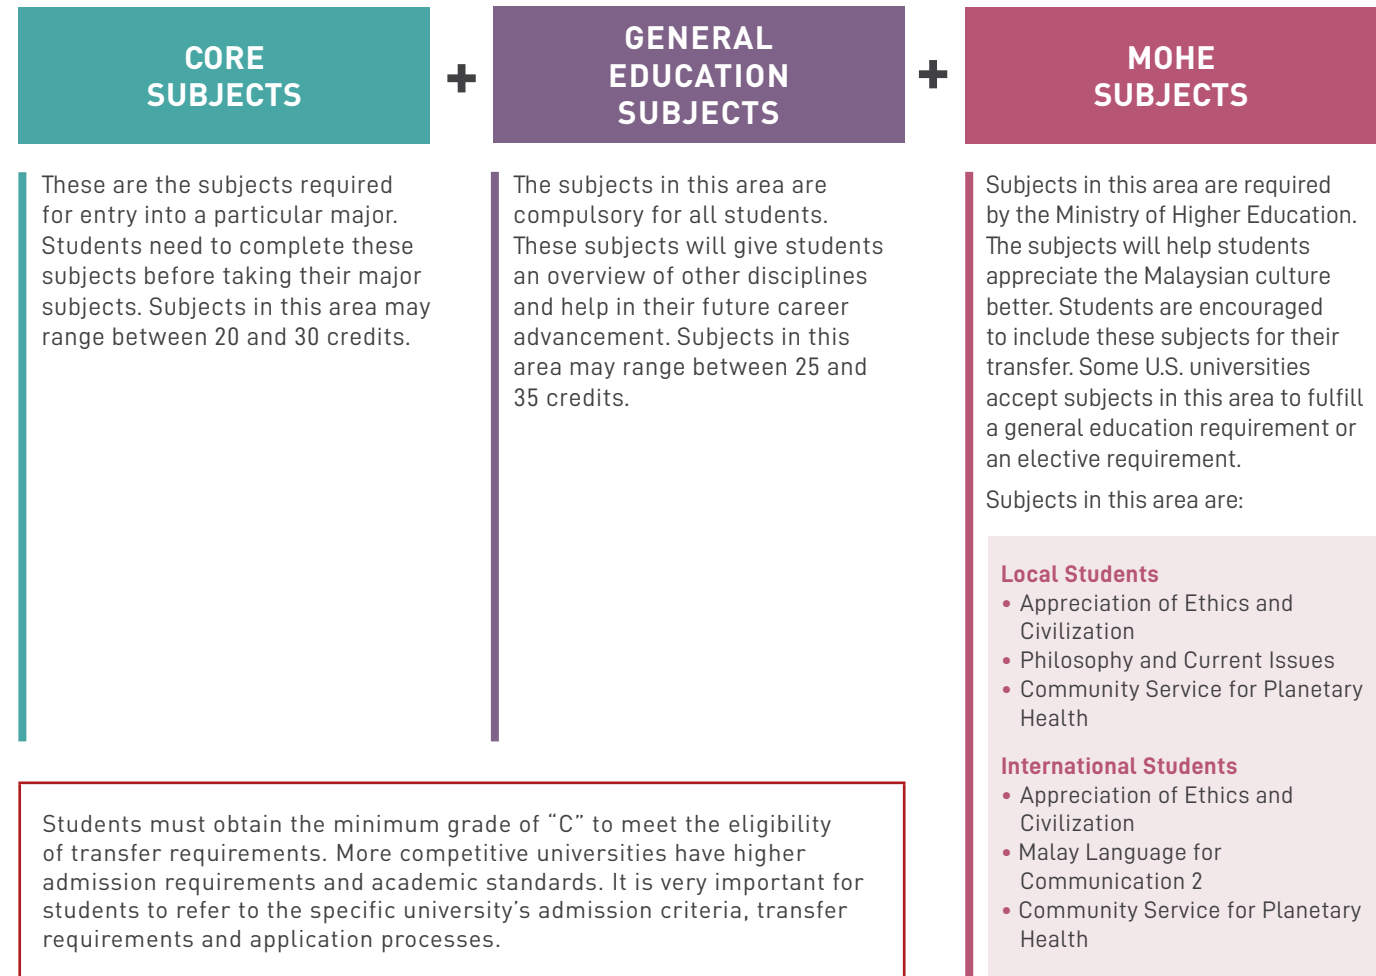 CORE
SUBJECTS
+
GENERAL
EDUCATION
SUBJECTS
+
MOHE
SUBJECTS
These are the subjects required
for entry into a particular major.
Students need to complete these
subjects before taking their major
subjects. Subjects in this area may
range between 20 and 30 credits.
The subjects in this area are
compulsory for all students.
These subjects will give students
an overview of other disciplines
and help in their future career
advancement. Subjects in this
area may range between 25 and
35 credits.
Subjects in this area are required
by the Ministry of Higher Education.
The subjects will help students
appreciate the Malaysian culture
better. Students are encouraged
to include these subjects for their
transfer. Some U.S. universities
accept subjects in this area to fulfill
a general education requirement or
an elective requirement.
Subjects in this area are:
Local Students
• Appreciation of Ethics and
Civilization
• Philosophy and Current Issues
• Community Service for Planetary
Health
International Students
• Appreciation of Ethics and
Civilization
• Malay Language for
Communication 2
• Community Service for Planetary
Health
Students must obtain the minimum grade of “C” to meet the eligibility
of transfer requirements. More competitive universities have higher
admission requirements and academic standards. It is very important for
students to refer to the specific university’s admission criteria, transfer
requirements and application processes.